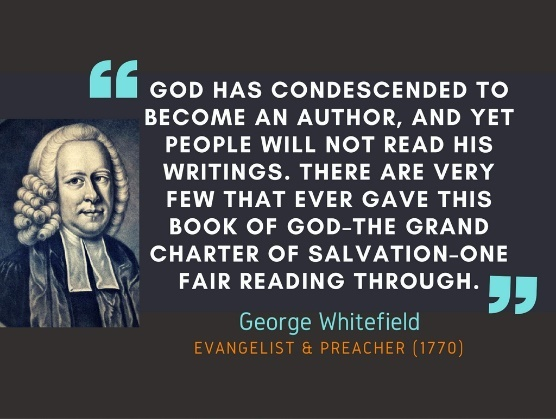 “
GOD HAS CONDESCENDED TO
BECOME AN AUTHOR, AND YET
PEOPLE WILL NOT READ HIS
WRITINGS. THERE ARE VERY
FEW THAT EVER GAVE THIS
BOOK OF GOD–THE GRAND
CHARTER OF SALVATION–ONE
FAIR READING THROUGH.
”
George Whitefield
EVANGELIST & PREACHER (1770)